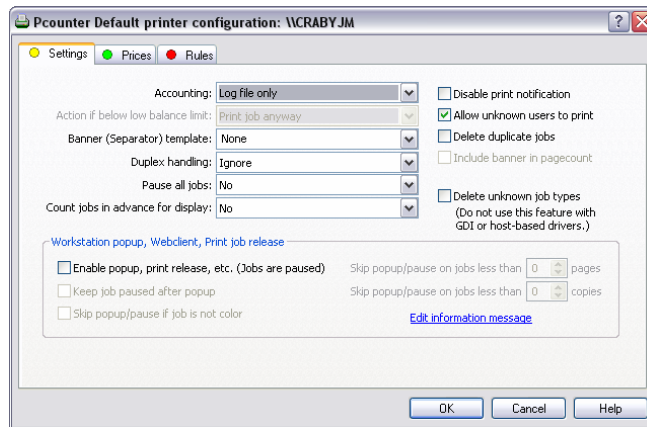 Pcounter Default printer configuration: \\CRABYJM
Settings Prices Rules
Accounting: Log file only
Disable print notification
Action if below low balance limit: Print job anyway
Allow unknown users to print
Banner (Separator) template: None
Delete duplicate jobs
Duplex handling: Ignore
Include banner in pagecount
Pause all jobs: No
Count jobs in advance for display: No
Delete unknown job types
(Do not use this feature with
GDI or host-based drivers.)
Workstation popup, Webclient, Print job release
Enable popup, print release, etc. (Jobs are paused)
Skip popup/pause on jobs less than 0 pages
Keep job paused after popup
Skip popup/pause on jobs less than 0 copies
Skip popup/pause if job is not color
Edit information message
OK Cancel Help